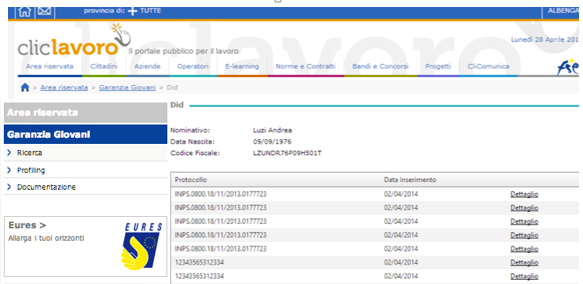 provincia di: TUTTE
ALBENGA
Lunedì 28 Aprile 201
cliclavoro
Il portale pubblico per il lavoro
Area riservata Cittadini Aziende Operatori E-learning Norme e Contratti Bandi e Concorsi Progetti CliComunica
> Area riservata > Garanzia Giovani > Did
Area riservata
Did
Garanzia Giovani
Nominativo: Luzi Andrea
Data Nascita: 09/09/1976
Codice Fiscale: LZUNDR76P09H501T
> Ricerca
> Profiling
> Documentazione
Protocollo Data Inserimento
INIPS.0800.18/11/2013.0177723 02/04/2014 Dettaglio
INIPS.0800.18/11/2013.0177723 02/04/2014 Dettaglio
INIPS.0800.18/11/2013.0177723 02/04/2014 Dettaglio
INIPS.0800.18/11/2013.0177723 02/04/2014 Dettaglio
INIPS.0800.18/11/2013.0177723 02/04/2014 Dettaglio
12343565312334 02/04/2014 Dettaglio
12343565312334 02/04/2014 Dettaglio
Eures >
Allarga i tuoi orizzonti
EURES